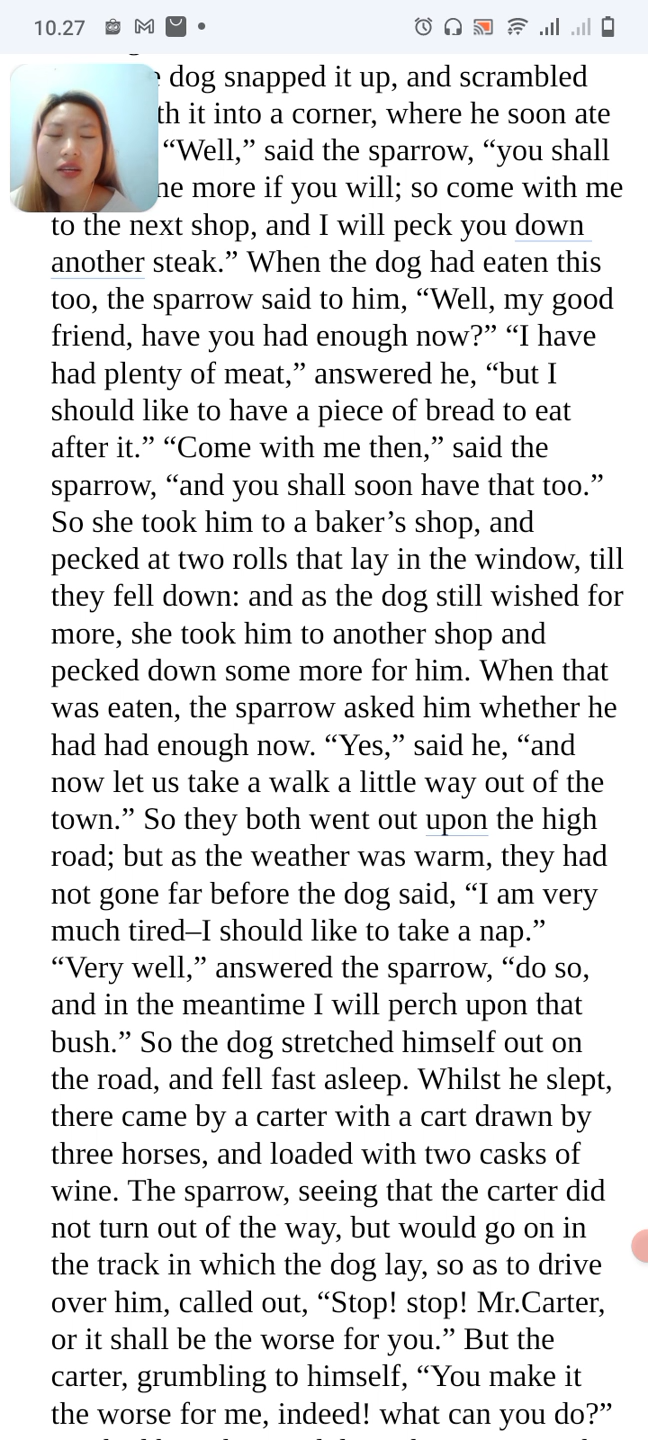 10.27
dog snapped it up, and scrambled
it into a corner, where he soon ate
“Well,” said the sparrow, “you shall
more if you will; so come with me
to the next shop, and I will peck you down
another steak.” When the dog had eaten this
too, the sparrow said to him, “Well, my good
friend, have you had enough now?” “I have
had plenty of meat,” answered he, “but I
should like to have a piece of bread to eat
after it.” “Come with me then,” said the
sparrow, “and you shall soon have that too.”
So she took him to a baker’s shop, and
pecked at two rolls that lay in the window, till
they fell down: and as the dog still wished for
more, she took him to another shop and
pecked down some more for him. When that
was eaten, the sparrow asked him whether he
had had enough now. “Yes,” said he, “and
now let us take a walk a little way out of the
town.” So they both went out upon the high
road; but as the weather was warm, they had
not gone far before the dog said, “I am very
much tired–I should like to take a nap.”
“Very well,” answered the sparrow, “do so,
and in the meantime I will perch upon that
bush.” So the dog stretched himself out on
the road, and fell fast asleep. Whilst he slept,
there came by a carter with a cart drawn by
three horses, and loaded with two casks of
wine. The sparrow, seeing that the carter did
not turn out of the way, but would go on in
the track in which the dog lay, so as to drive
over him, called out, “Stop! stop! Mr.Carter,
or it shall be the worse for you.” But the
carter, grumbling to himself, “You make it
the worse for me, indeed! what can you do?”